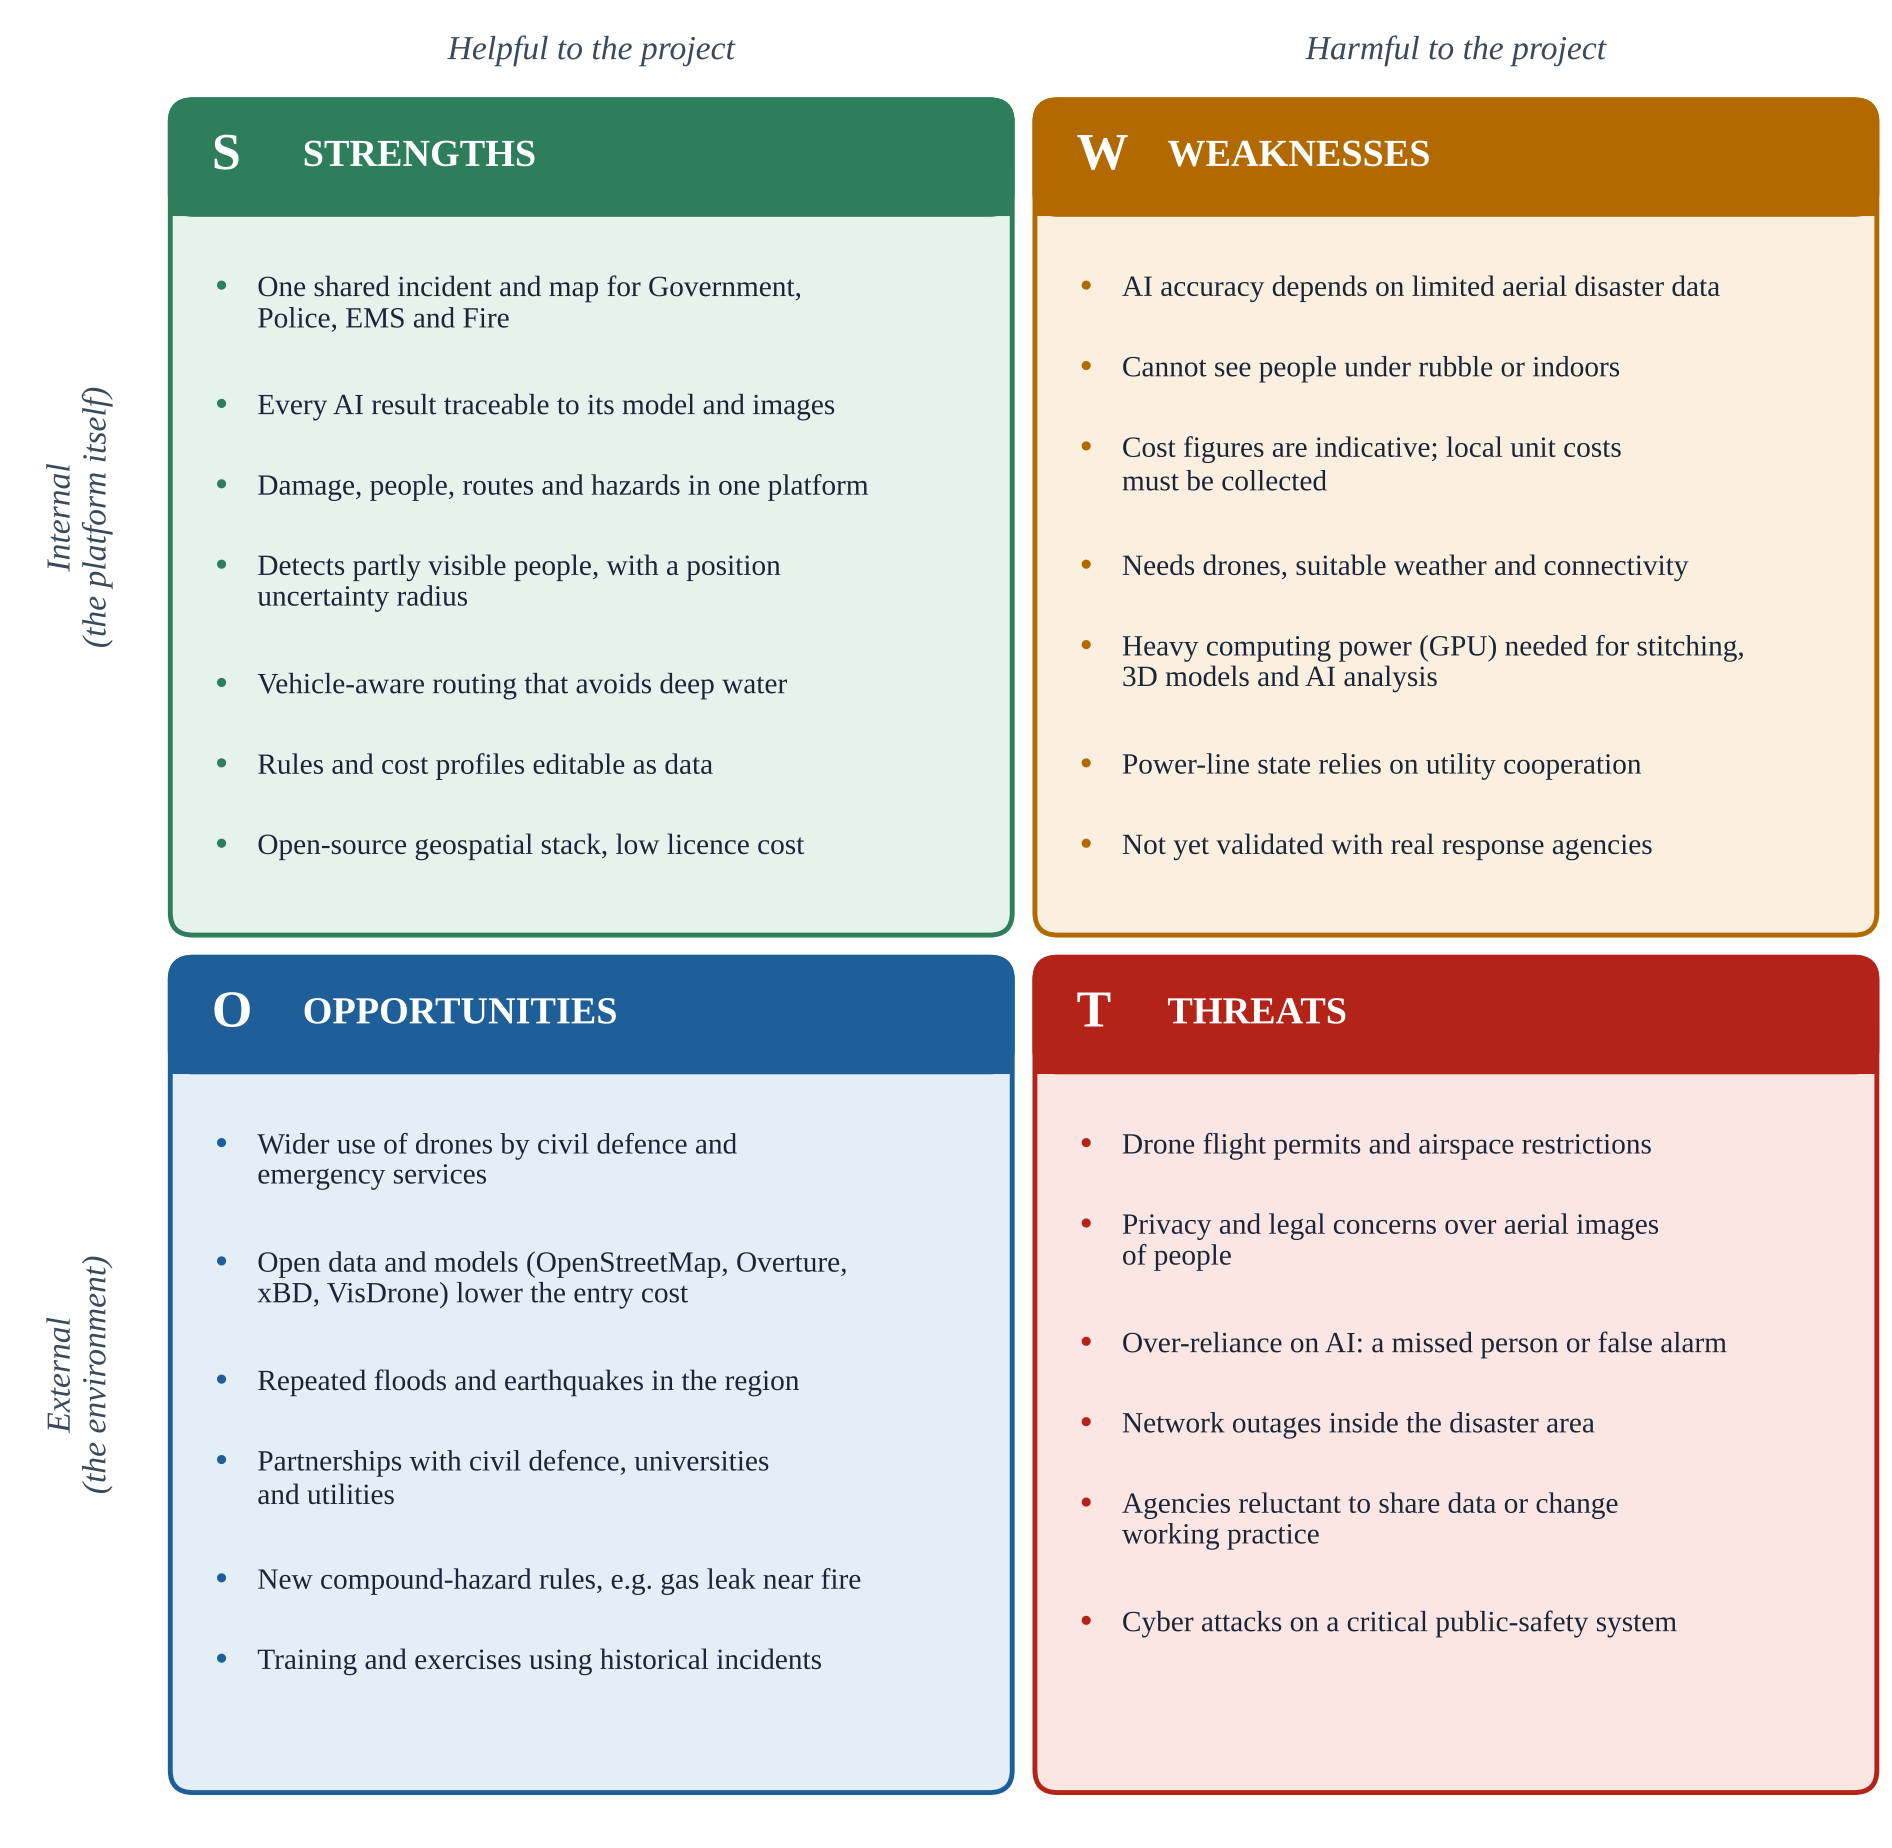 Helpful to the project
Harmful to the project
Internal
(the platform itself)
S STRENGTHS
• One shared incident and map for Government,
Police, EMS and Fire
• Every AI result traceable to its model and images
• Damage, people, routes and hazards in one platform
• Detects partly visible people, with a position
uncertainty radius
• Vehicle-aware routing that avoids deep water
• Rules and cost profiles editable as data
• Open-source geospatial stack, low licence cost
W WEAKNESSES
• AI accuracy depends on limited aerial disaster data
• Cannot see people under rubble or indoors
• Cost figures are indicative; local unit costs
must be collected
• Needs drones, suitable weather and connectivity
• Heavy computing power (GPU) needed for stitching,
3D models and AI analysis
• Power-line state relies on utility cooperation
• Not yet validated with real response agencies
External
(the environment)
O OPPORTUNITIES
• Wider use of drones by civil defence and
emergency services
• Open data and models (OpenStreetMap, Overture,
xBD, VisDrone) lower the entry cost
• Repeated floods and earthquakes in the region
• Partnerships with civil defence, universities
and utilities
• New compound-hazard rules, e.g. gas leak near fire
• Training and exercises using historical incidents
T THREATS
• Drone flight permits and airspace restrictions
• Privacy and legal concerns over aerial images
of people
• Over-reliance on AI: a missed person or false alarm
• Network outages inside the disaster area
• Agencies reluctant to share data or change
working practice
• Cyber attacks on a critical public-safety system